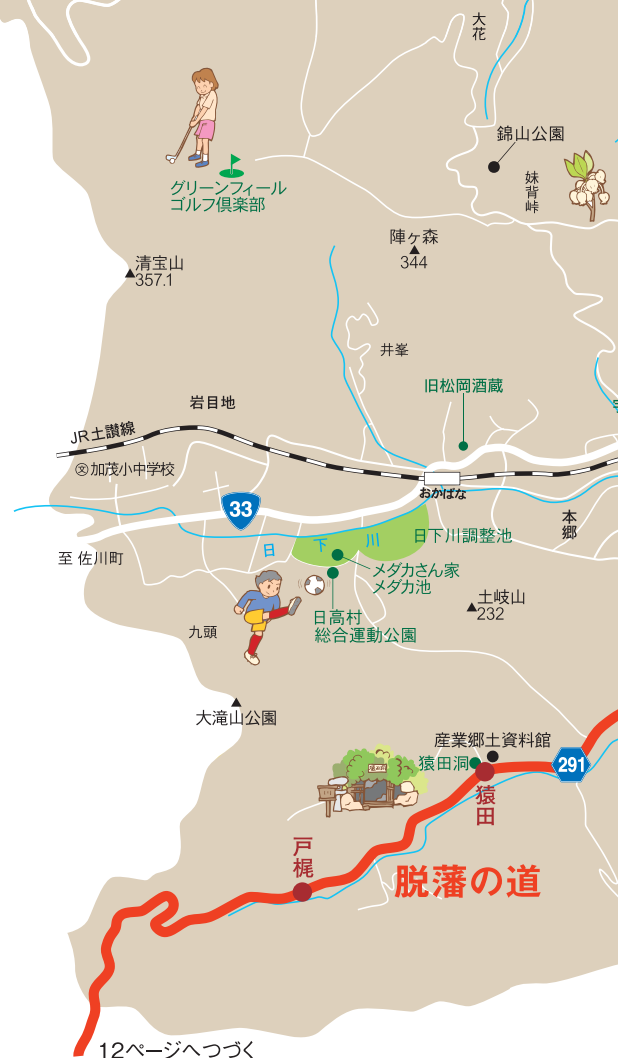 大花
錦山公園
妹背峠
グリーンフィール
ゴルフ倶楽部
陣ヶ森
344
清宝山
357.1
井峯
旧松岡酒蔵
岩目地
JR土讃線
文加茂小中学校
おかばな
33
本郷
日下川
日下川調整池
至 佐川町
メダカさん家
メダカ池
土岐山
232
日高村
総合運動公園
九頭
大滝山公園
産業郷土資料館
猿田洞
291
猿田
戸梶
脱藩の道
12ページへつづく